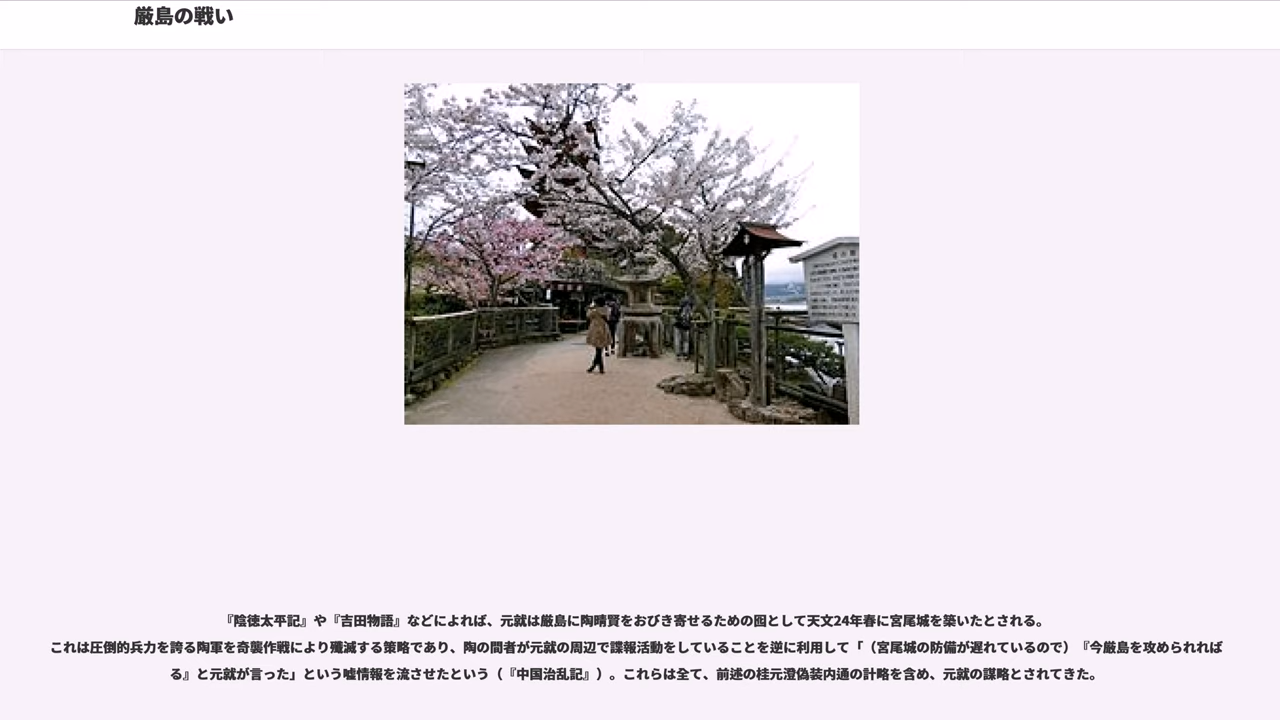 厳島の戦い
『陰徳太平記』や『吉田物語』などによれば、元就は厳島に陶晴賢をおびき寄せるための囮として天文24年春に宮尾城を築いたとされる。
これは圧倒的兵力を誇る陶軍を奇襲作戦により殲滅する策略であり、陶の間者が元就の周辺で諜報活動をしていることを逆に利用して「（宮尾城の防備が遅れているので）『今厳島を攻められれば
る』と元就が言った」という嘘情報を流させたという（『中国治乱記』）。これらは全て、前述の桂元澄偽装内通の計略を含め、元就の謀略とされてきた。